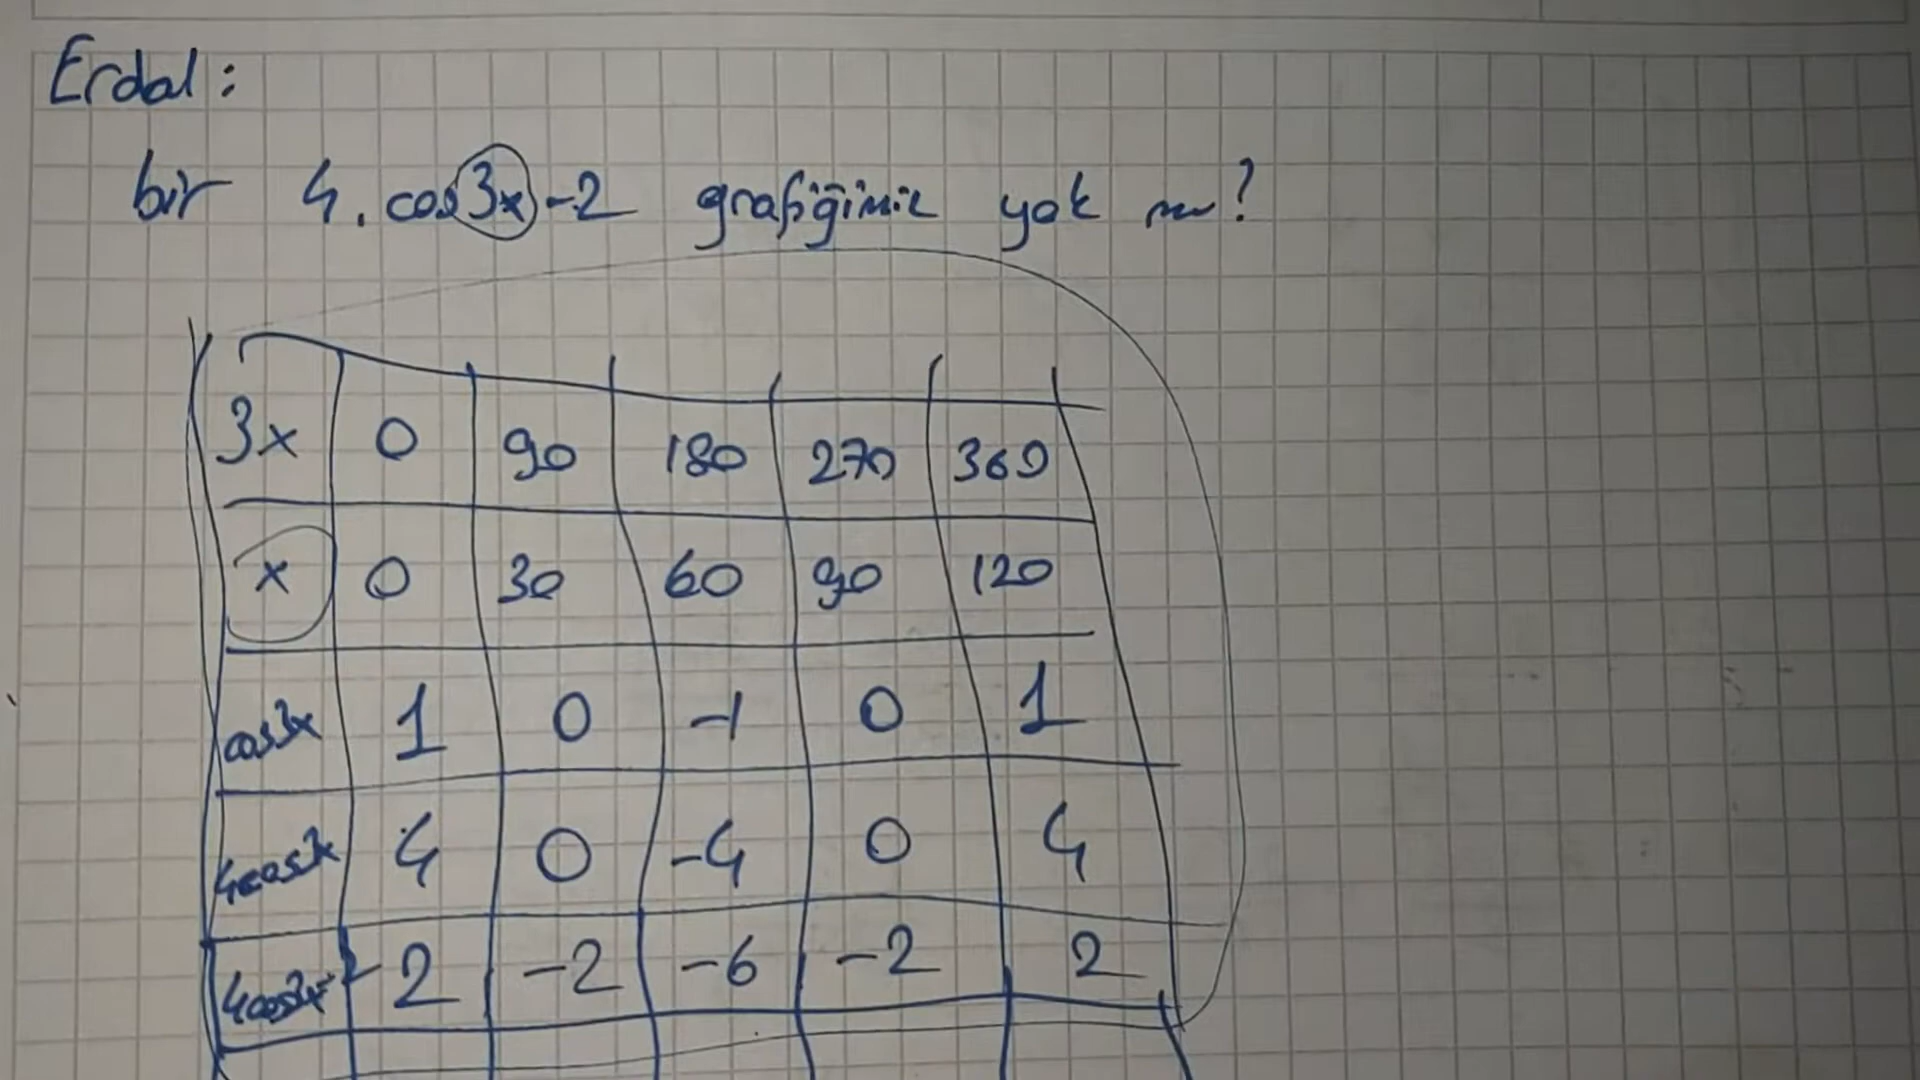 Erdal:
bir 4. cos3x-2 grafiğimiz yok mu?
3x 0 90 180 270 360
x 0 30 60 90 120
cos3x 1 0 -1 0 1
4cos3x 4 0 -4 0 4
4cos3x-2 2 -2 -6 -2 2